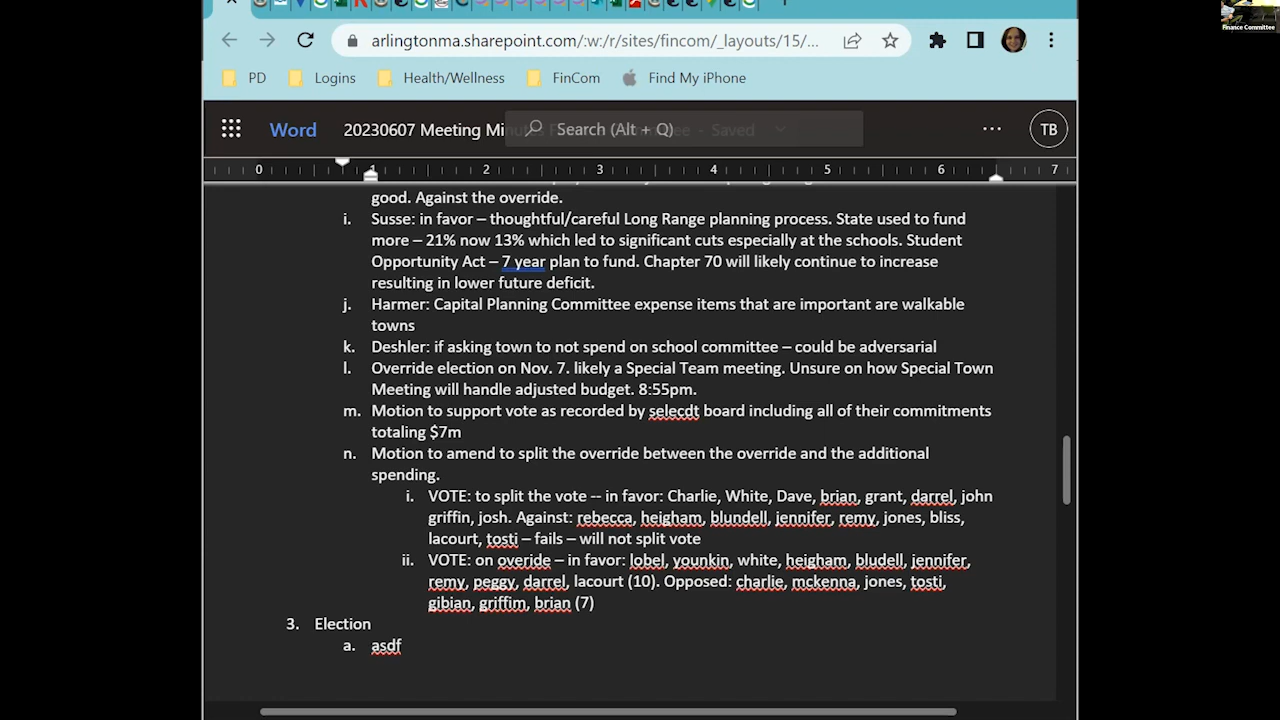 Finance Committee
arlingtonma.sharepoint.com/:w:/r/sites/fincom/_layouts/15/...
PD Logins Health/Wellness FinCom Find My iPhone
Word 20230607 Meeting Mi Search (Alt + Q) Saved TB
0 1 2 3 4 5 6 7
good. Against the override.
i. Susse: in favor – thoughtful/careful Long Range planning process. State used to fund
more – 21% now 13% which led to significant cuts especially at the schools. Student
Opportunity Act – 7 year plan to fund. Chapter 70 will likely continue to increase
resulting in lower future deficit.
j. Harmer: Capital Planning Committee expense items that are important are walkable
towns
k. Deshler: if asking town to not spend on school committee – could be adversarial
l. Override election on Nov. 7. likely a Special Team meeting. Unsure on how Special Town
Meeting will handle adjusted budget. 8:55pm.
m. Motion to support vote as recorded by selecdt board including all of their commitments
totaling $7m
n. Motion to amend to split the override between the override and the additional
spending.
i. VOTE: to split the vote -- in favor: Charlie, White, Dave, brian, grant, darrel, john
griffin, josh. Against: rebecca, heigham, blundell, jennifer, remy, jones, bliss,
lacourt, tosti – fails – will not split vote
ii. VOTE: on overide – in favor: lobel, younkin, white, heigham, bludell, jennifer,
remy, peggy, darrel, lacourt (10). Opposed: charlie, mckenna, jones, tosti,
gibian, griffim, brian (7)
3. Election
a. asdf